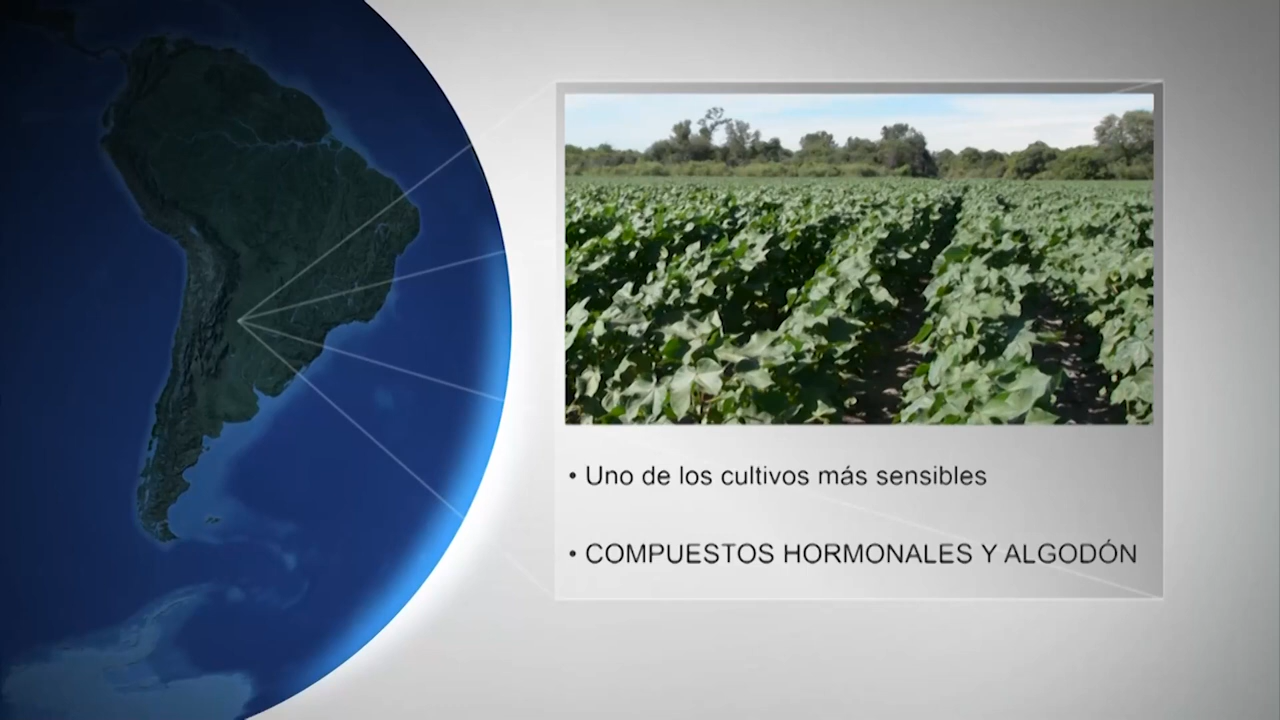 • Uno de los cultivos más sensibles
• COMPUESTOS HORMONALES Y ALGODÓN